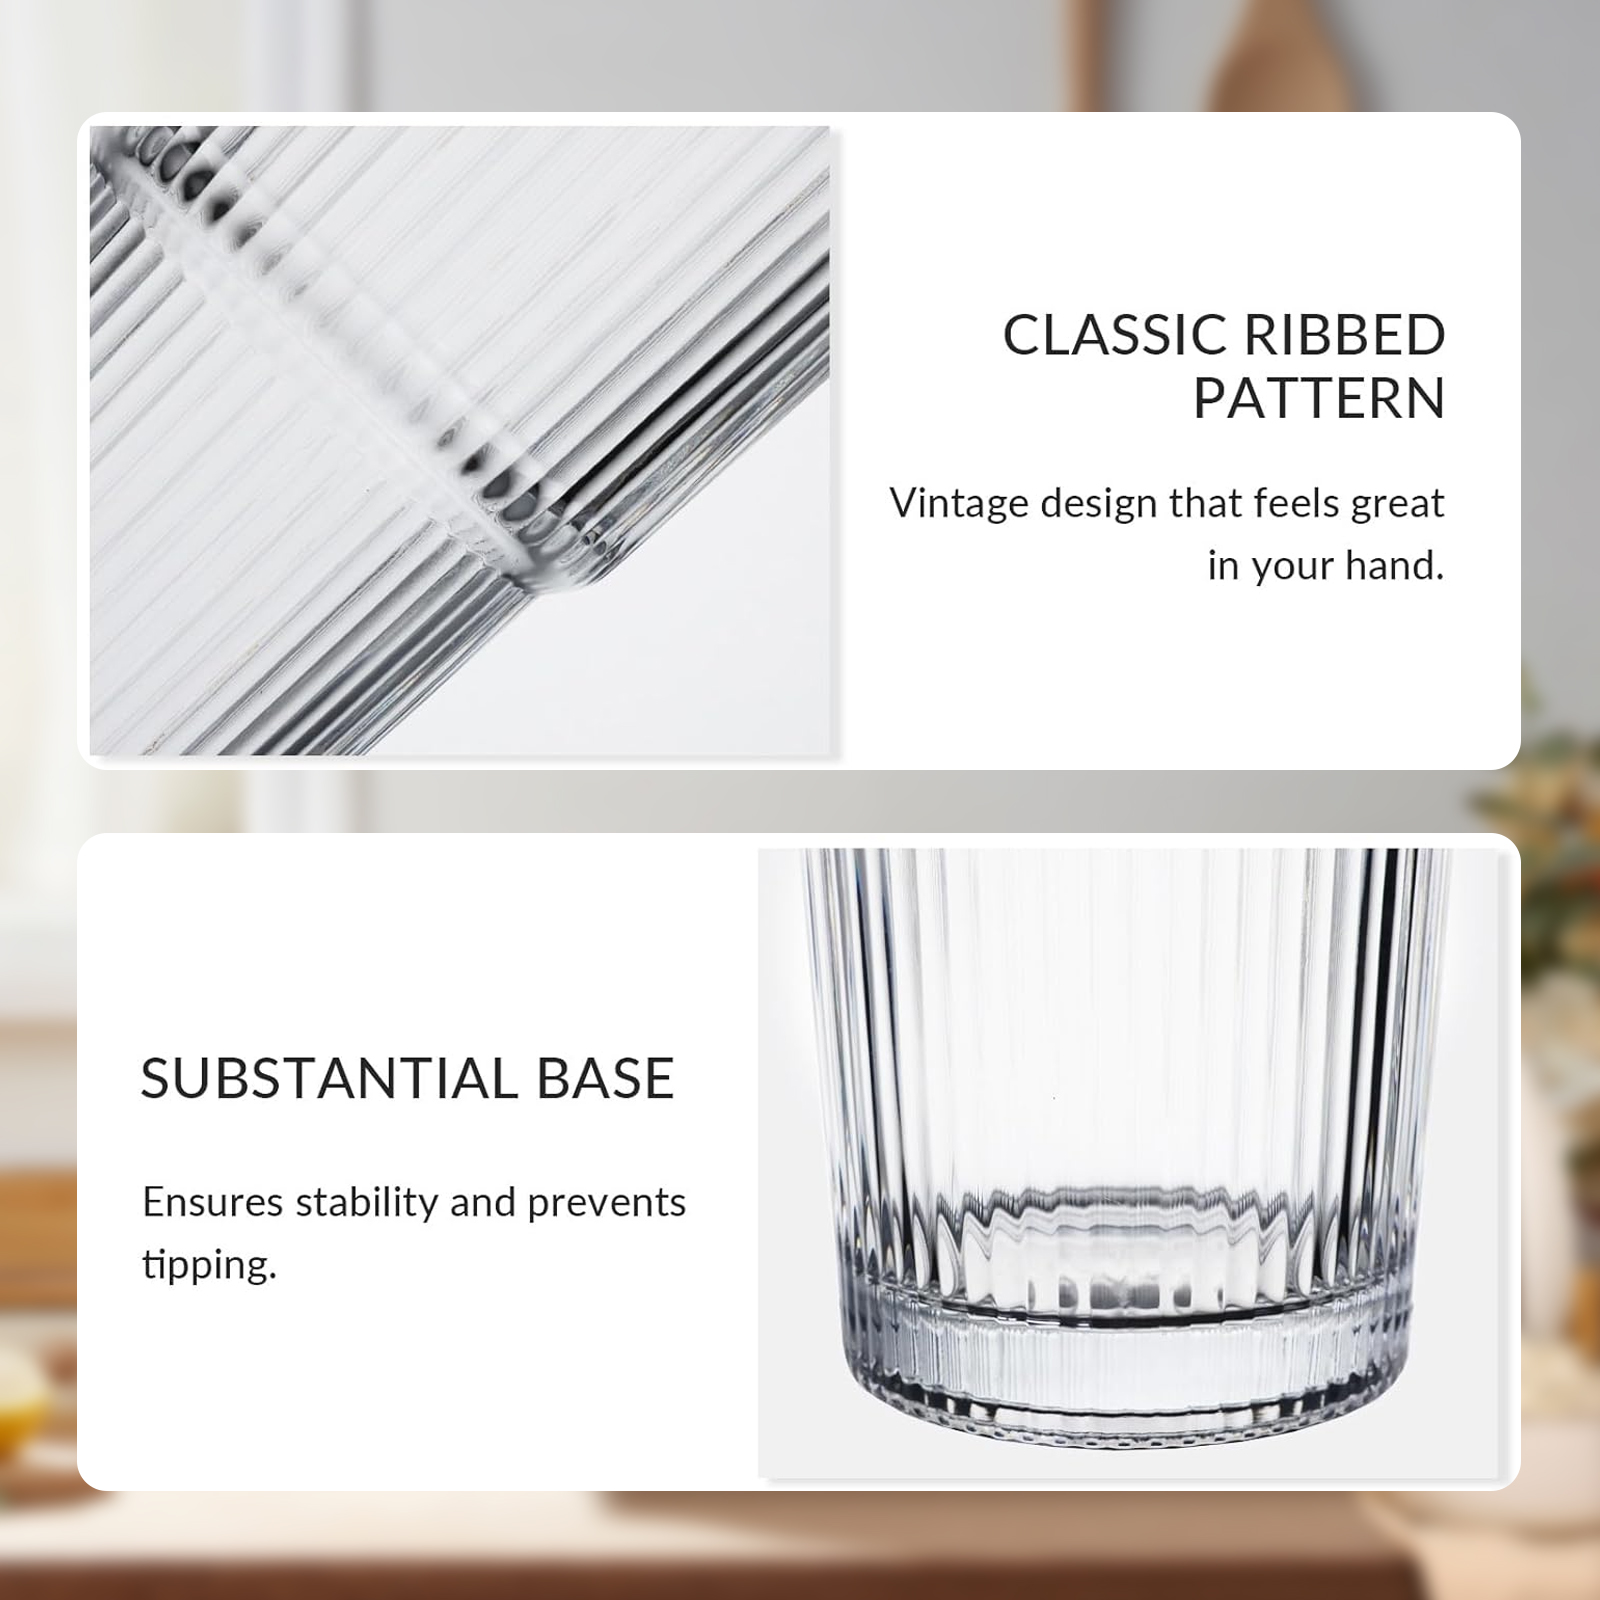 CLASSIC RIBBED
PATTERN
Vintage design that feels great
in your hand.
SUBSTANTIAL BASE
Ensures stability and prevents
tipping.